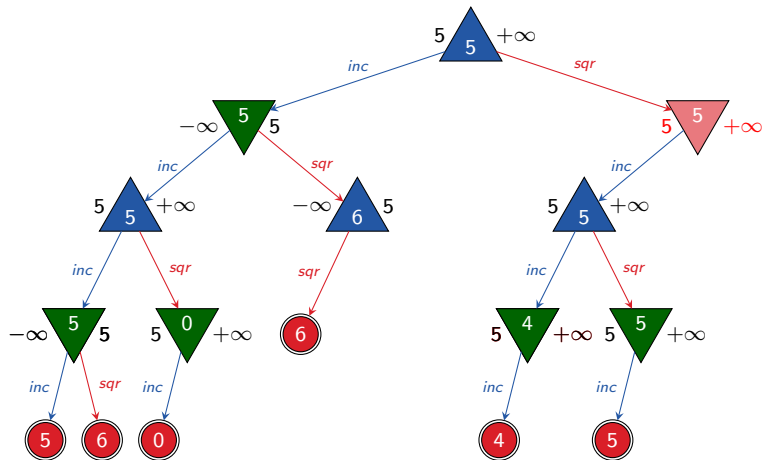 5 5 +∞
inc sqr
5 5
−∞ 5 5 +∞
inc sqr inc
5 5 +∞ −∞ 6 5 5 5 +∞
inc sqr sqr inc sqr
5 0 6 4 5
−∞ 5 5 +∞ 5 +∞ 5 +∞
inc sqr inc inc inc
5 6 0 4 5